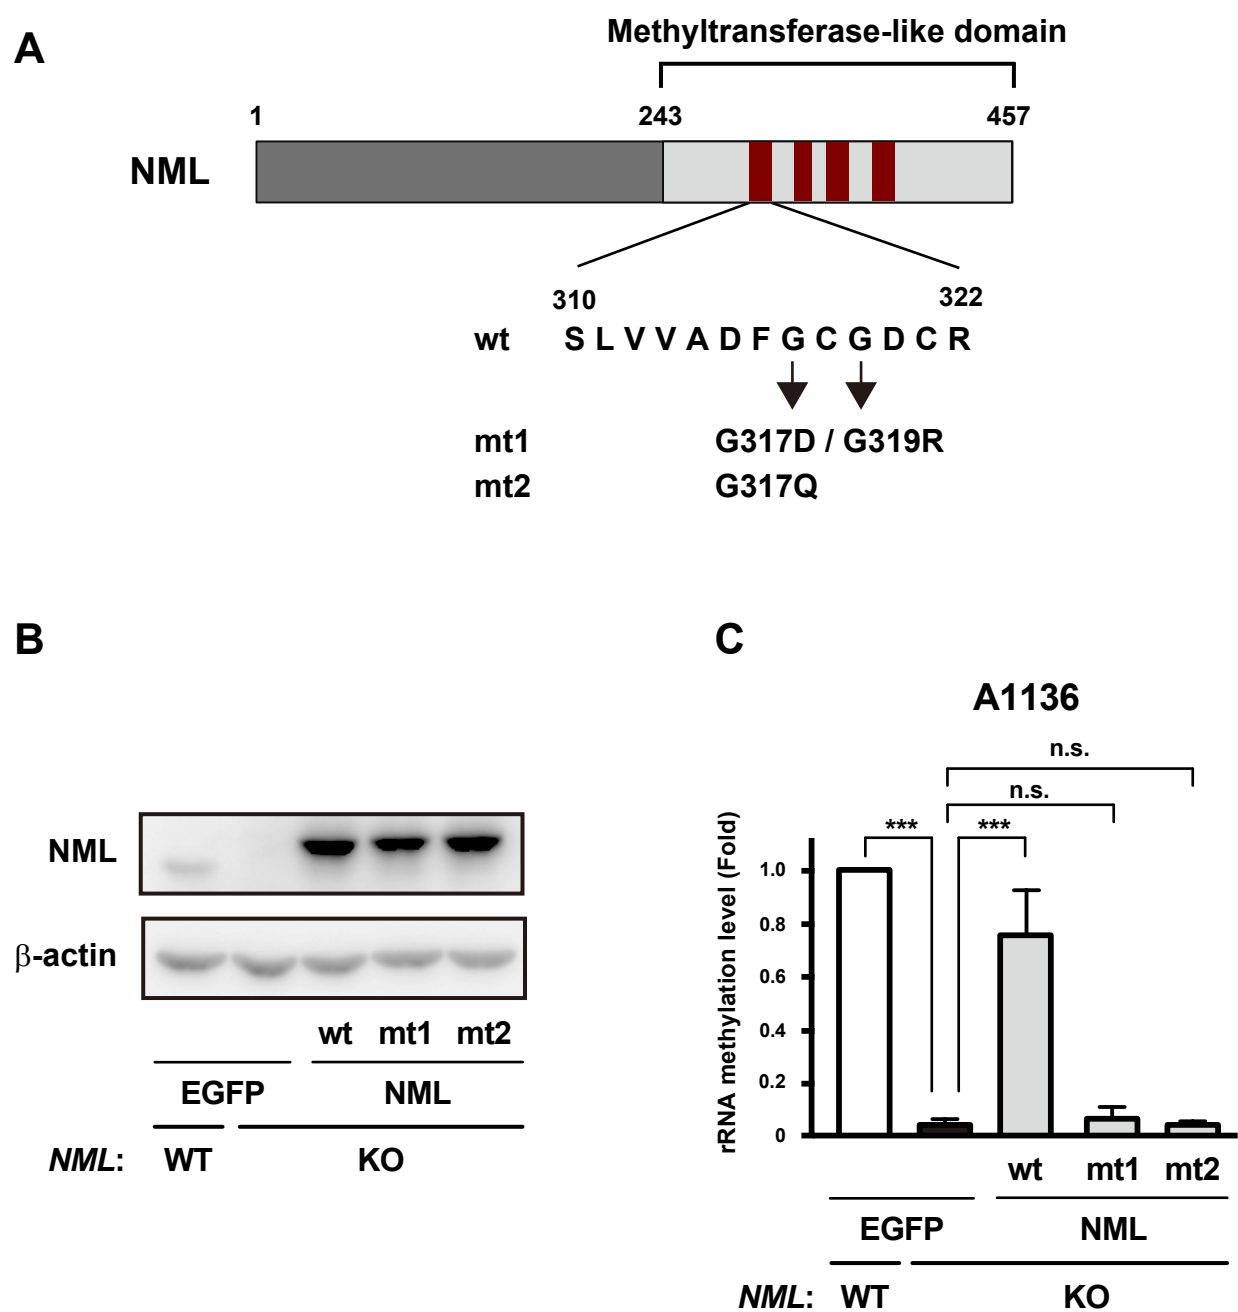 A
Methyltransferase-like domain
1 243 457
NML
310 322
wt S L V V A D F G C G D C R
mt1 G317D / G319R
mt2 G317Q
B
NML
β-actin
wt mt1 mt2
EGFP NML
NML: WT KO
C
A1136
n.s.
n.s.
*** ***
rRNA methylation level (Fold)
1.0
0.8
0.6
0.4
0.2
0
wt mt1 mt2
EGFP NML
NML: WT KO